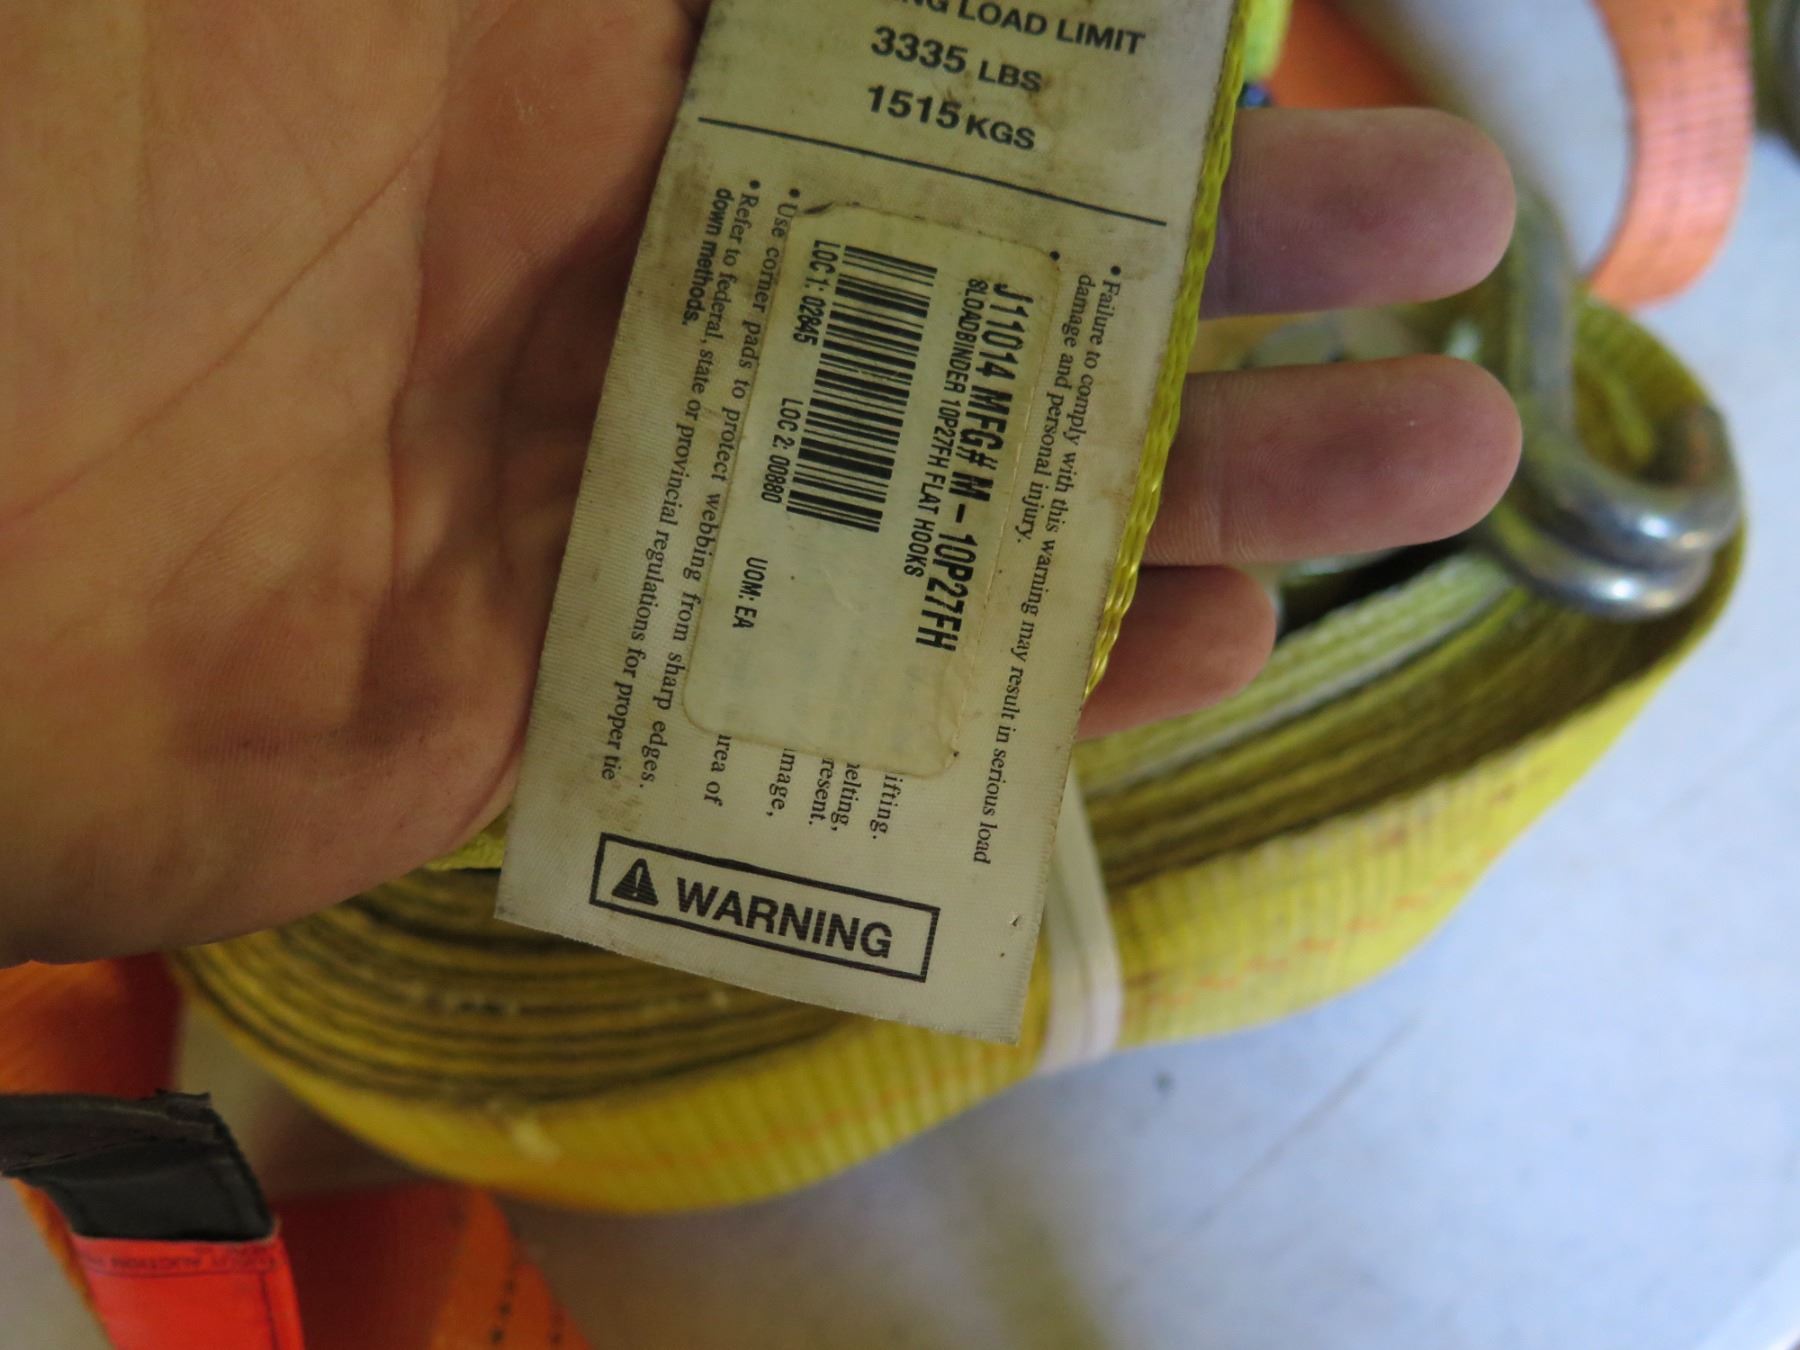 NG LOAD LIMIT
3335 LBS
1515 KGS
WARNING
• Failure to comply with this warning may result in serious load
damage and personal injury.
•
ifting.
elting,
resent.
mage,
• Use corner pads to protect webbing from sharp edges.
rea of
• Refer to federal, state or provincial regulations for proper tie
down methods.
J11014 MFG# M-10P27FH
8LOADBINDER 10P27FH FLAT HOOKS
LOC 1: 02845 LOC 2: 00880 UOM: EA